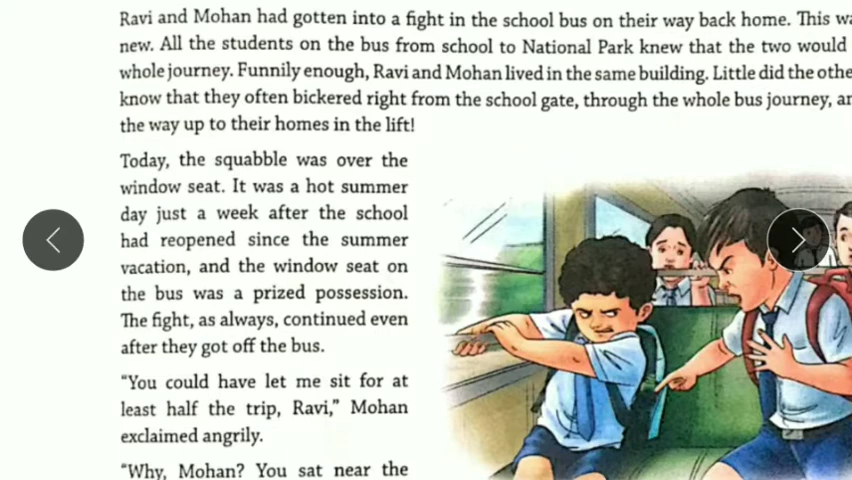 Ravi and Mohan had gotten into a fight in the school bus on their way back home. This
new. All the students on the bus from school to National Park knew that the two would
whole journey. Funnily enough, Ravi and Mohan lived in the same building. Little did the
know that they often bickered right from the school gate, through the whole bus journey,
the way up to their homes in the lift!
Today, the squabble was over the
window seat. It was a hot summer
day just a week after the school
had reopened since the summer
vacation, and the window seat on
the bus was a prized possession.
The fight, as always, continued even
after they got off the bus.
“You could have let me sit for at
least half the trip, Ravi,” Mohan
exclaimed angrily.
“Why, Mohan? You sat near the